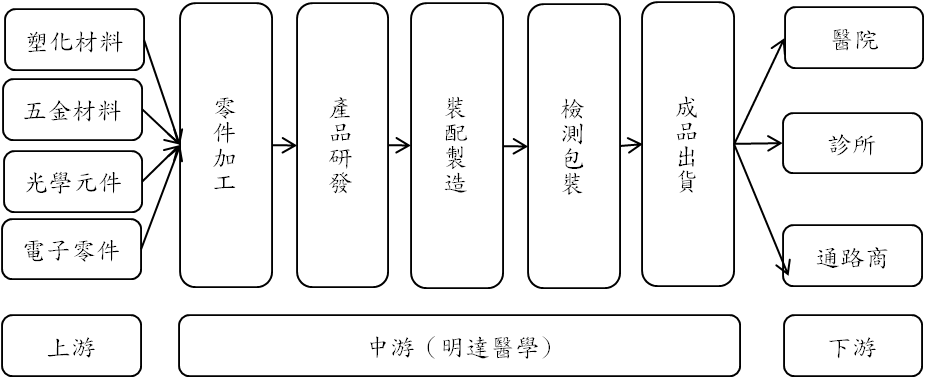 塑化材料
五金材料
光學元件
電子零件
零件加工
產品研發
裝配製造
檢測包裝
成品出貨
醫院
診所
通路商
上游
中游（明達醫學）
下游